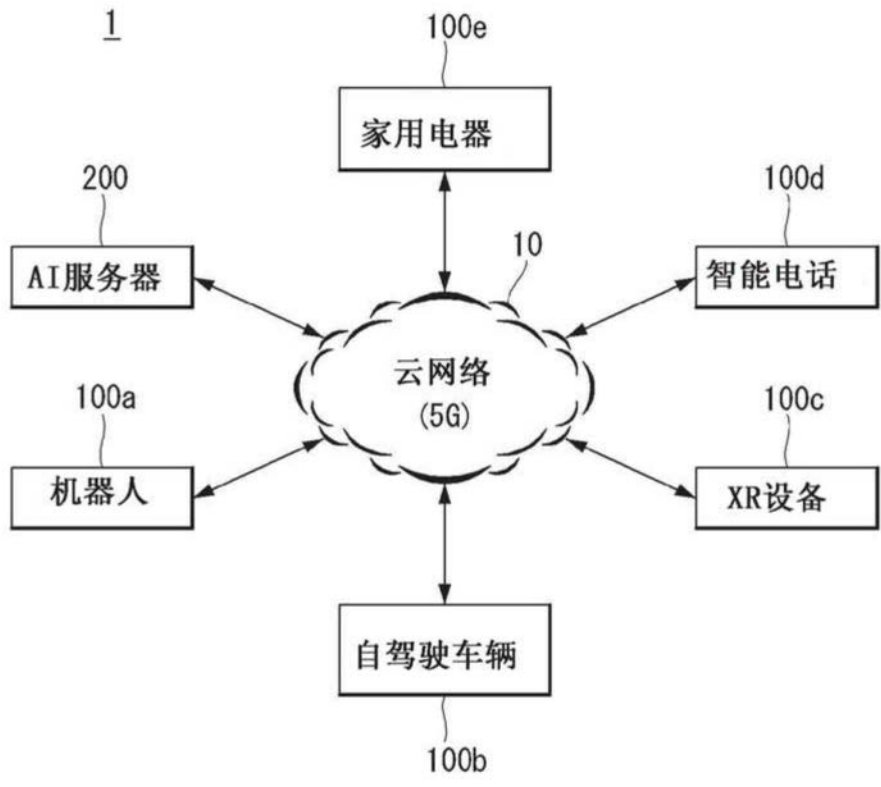 1
100e
家用电器
200
AI服务器
100d
智能电话
10
云网络
(5G)
100a
机器人
100c
XR设备
自驾驶车辆
100b